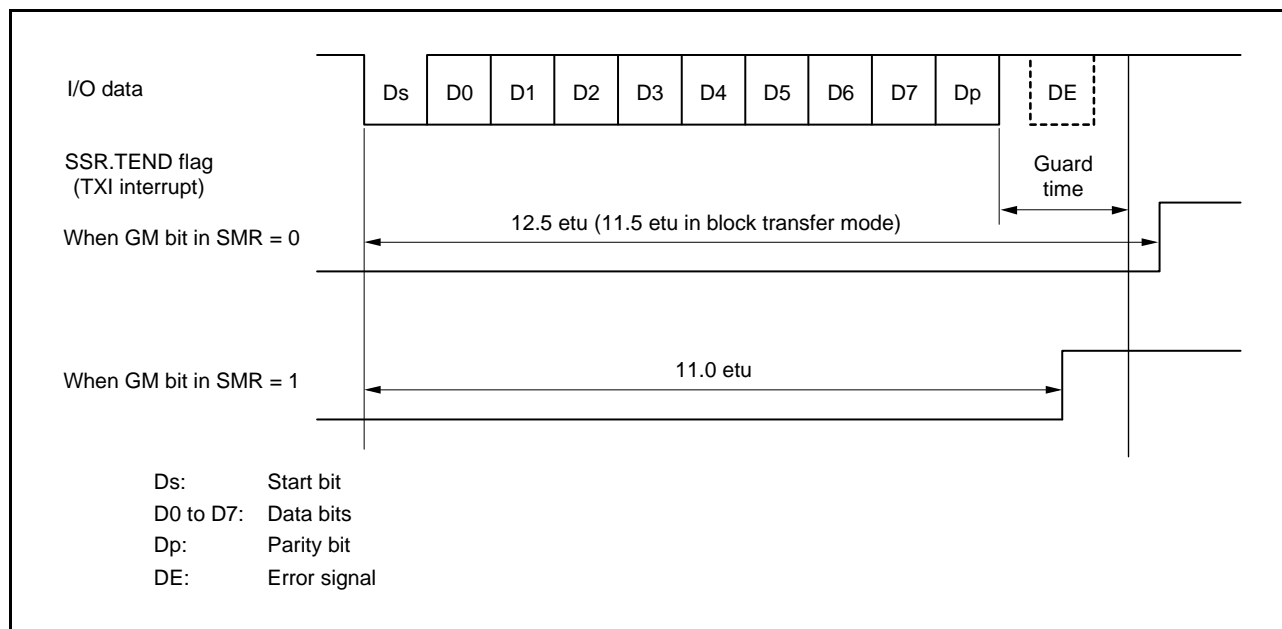 I/O data
Ds D0 D1 D2 D3 D4 D5 D6 D7 Dp DE
SSR.TEND flag
(TXI interrupt)
Guard
time
When GM bit in SMR = 0
12.5 etu (11.5 etu in block transfer mode)
When GM bit in SMR = 1
11.0 etu
Ds: Start bit
D0 to D7: Data bits
Dp: Parity bit
DE: Error signal